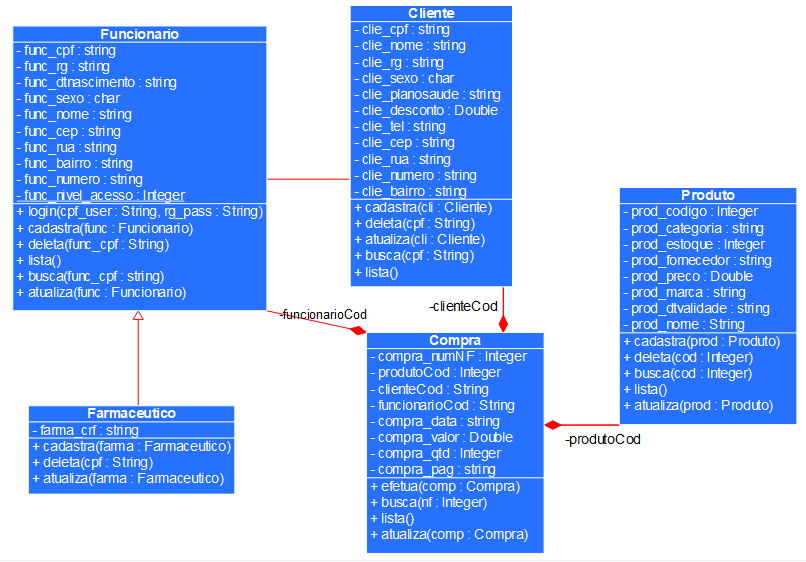 Funcionario
- func_cpf : string
- func_rg : string
- func_dtnascimento : string
- func_sexo : char
- func_nome : string
- func_cep : string
- func_rua : string
- func_bairro : string
- func_numero : string
- func_nivel_acesso : Integer
+ login(cpf_user : String, rg_pass : String)
+ cadastra(func : Funcionario)
+ deleta(func_cpf : String)
+ lista()
+ busca(func_cpf : string)
+ atualiza(func : Funcionario)
Cliente
- clie_cpf : string
- clie_nome : string
- clie_rg : string
- clie_sexo : char
- clie_planosaude : string
- clie_desconto : Double
- clie_tel : string
- clie_cep : string
- clie_rua : string
- clie_numero : string
- clie_bairro : string
+ cadastra(cli : Cliente)
+ deleta(cpf : String)
+ atualiza(cli : Cliente)
+ busca(cpf : String)
+ lista()
Produto
- prod_codigo : Integer
- prod_categoria : string
- prod_estoque : Integer
- prod_fornecedor : string
- prod_preco : Double
- prod_marca : string
- prod_dtvalidade : string
- prod_nome : String
+ cadastra(prod : Produto)
+ deleta(cod : Integer)
+ busca(cod : Integer)
+ lista()
+ atualiza(prod : Produto)
-funcionarioCod
-clienteCod
Compra
- compra_numNF : Integer
- produtoCod : Integer
- clienteCod : String
- funcionarioCod : String
- compra_data : string
- compra_valor : Double
- compra_qtd : Integer
- compra_pag : string
+ efetua(comp : Compra)
+ busca(nf : Integer)
+ lista()
+ atualiza(comp : Compra)
-produtoCod
Farmaceutico
- farma_crf : string
+ cadastra(farma : Farmaceutico)
+ deleta(cpf : String)
+ atualiza(farma : Farmaceutico)